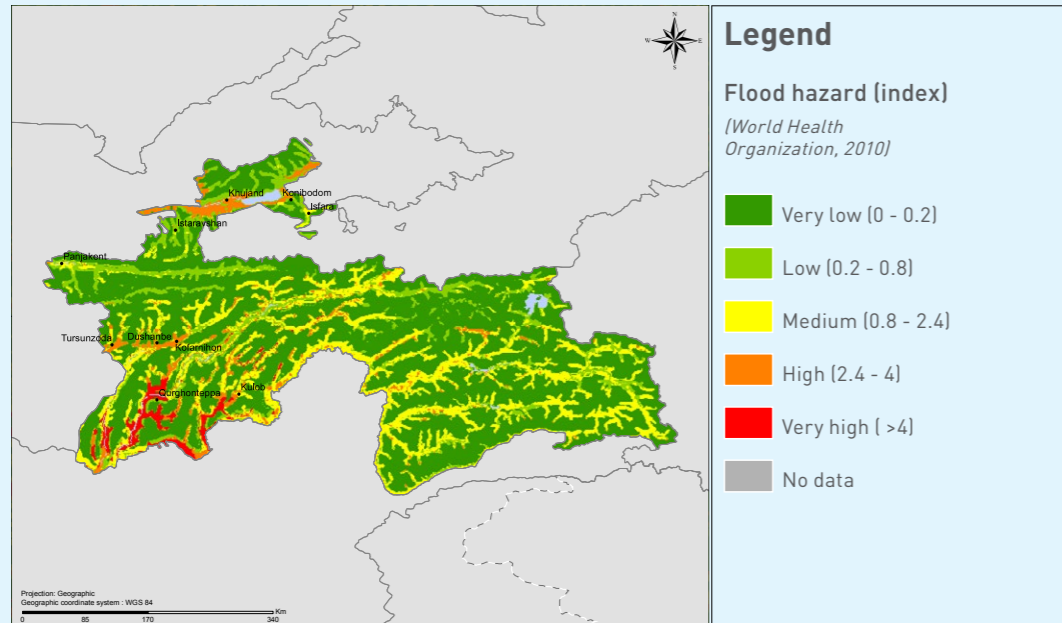 N
W
E
S
Khujand
Konibodom
Isfara
Istaravshan
Panjakent
Tursunzoda
Dushanbe
Kofarnihon
Qurghonteppa
Kulob
Projection: Geographic
Geographic coordinate system : WGS 84
0 85 170 340 Km
Legend
Flood hazard (index)
(World Health
Organization, 2010)
Very low (0 - 0.2)
Low (0.2 - 0.8)
Medium (0.8 - 2.4)
High (2.4 - 4)
Very high ( >4)
No data